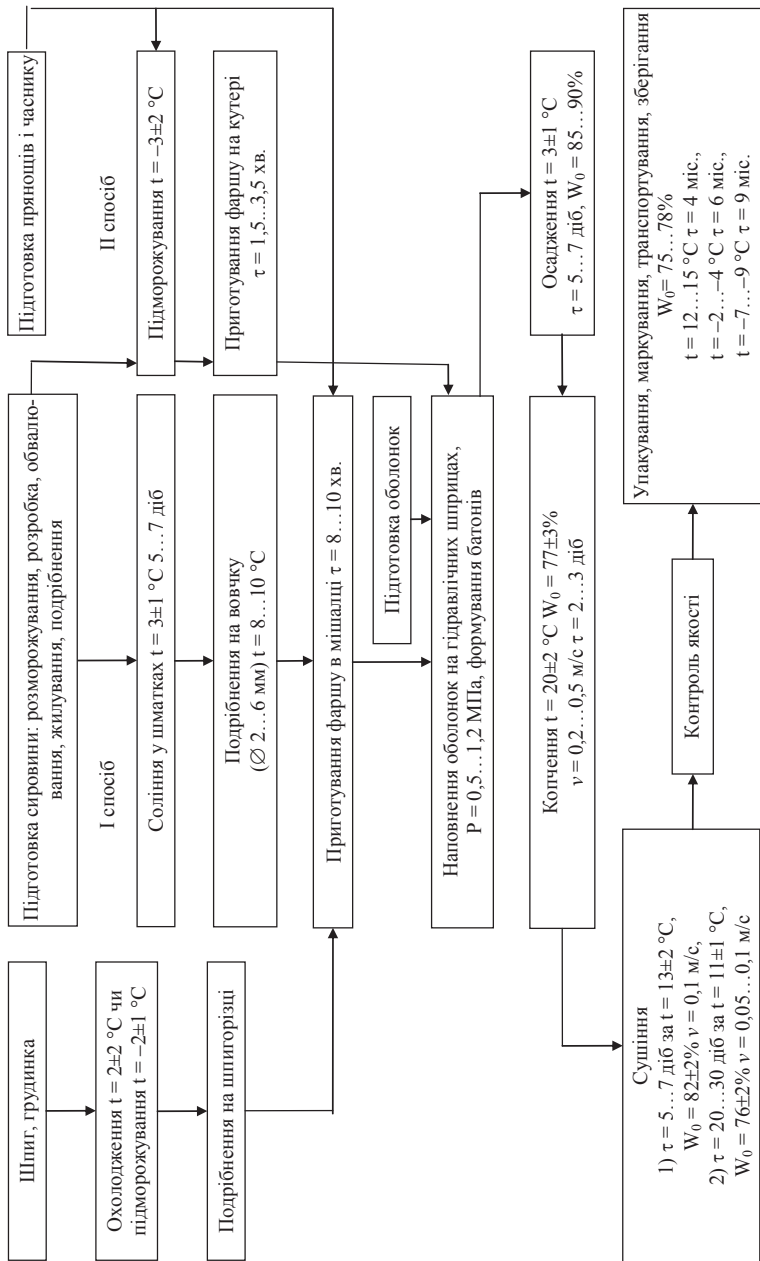 Шпиг, грудинка
Охолодження t = 2±2 °С чи
підморожування t = −2±1 °С
Подрібнення на шпигорізці
Підготовка сировини: розморожування, розробка, обвалю-
вання, жилування, подрібнення
І спосіб
Соління у шматках t = 3±1 °С 5…7 діб
Подрібнення на вовчку
(Ø 2…6 мм) t = 8…10 °С
Приготування фаршу в мішалці τ = 8…10 хв.
Підготовка прянощів і часнику
ІІ спосіб
Підморожування t = −3±2 °С
Приготування фаршу на кутері
τ = 1,5…3,5 хв.
Підготовка оболонок
Наповнення оболонок на гідравлічних шприцах,
Р = 0,5…1,2 МПа, формування батонів
Осадження t = 3±1 °С
τ = 5…7 діб, W₀ = 85…90%
Копчення t = 20±2 °С W₀ = 77±3%
v = 0,2…0,5 м/с τ = 2…3 діб
Сушіння
1) τ = 5…7 діб за t = 13±2 °С,
W₀ = 82±2% v = 0,1 м/с,
2) τ = 20…30 діб за t = 11±1 °С,
W₀ = 76±2% v = 0,05…0,1 м/с
Контроль якості
Упакування, маркування, транспортування, зберігання
W₀= 75…78%
t = 12…15 °С τ = 4 міс.,
t = −2…−4 °С τ = 6 міс.,
t = −7…−9 °С τ = 9 міс.